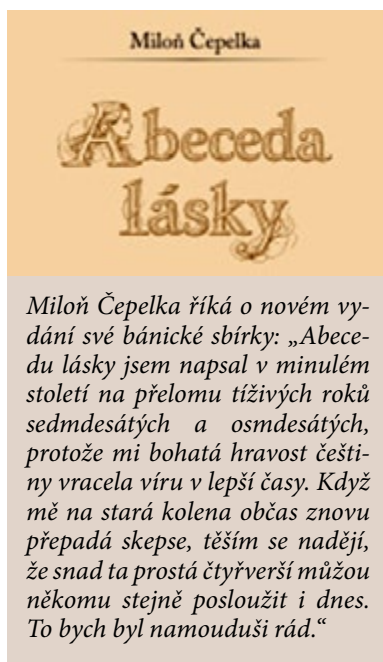 Miloň Čepelka
Abeceda
lásky
Miloň Čepelka říká o novém vy-
dání své bánické sbírky: „Abece-
du lásky jsem napsal v minulém
století na přelomu tíživých roků
sedmdesátých a osmdesátých,
protože mi bohatá hravost češti-
ny vracela víru v lepší časy. Když
mě na stará kolena občas znovu
přepadá skepse, těším se nadějí,
že snad ta prostá čtyřverší můžou
někomu stejně posloužit i dnes.
To bych byl namouduši rád.“